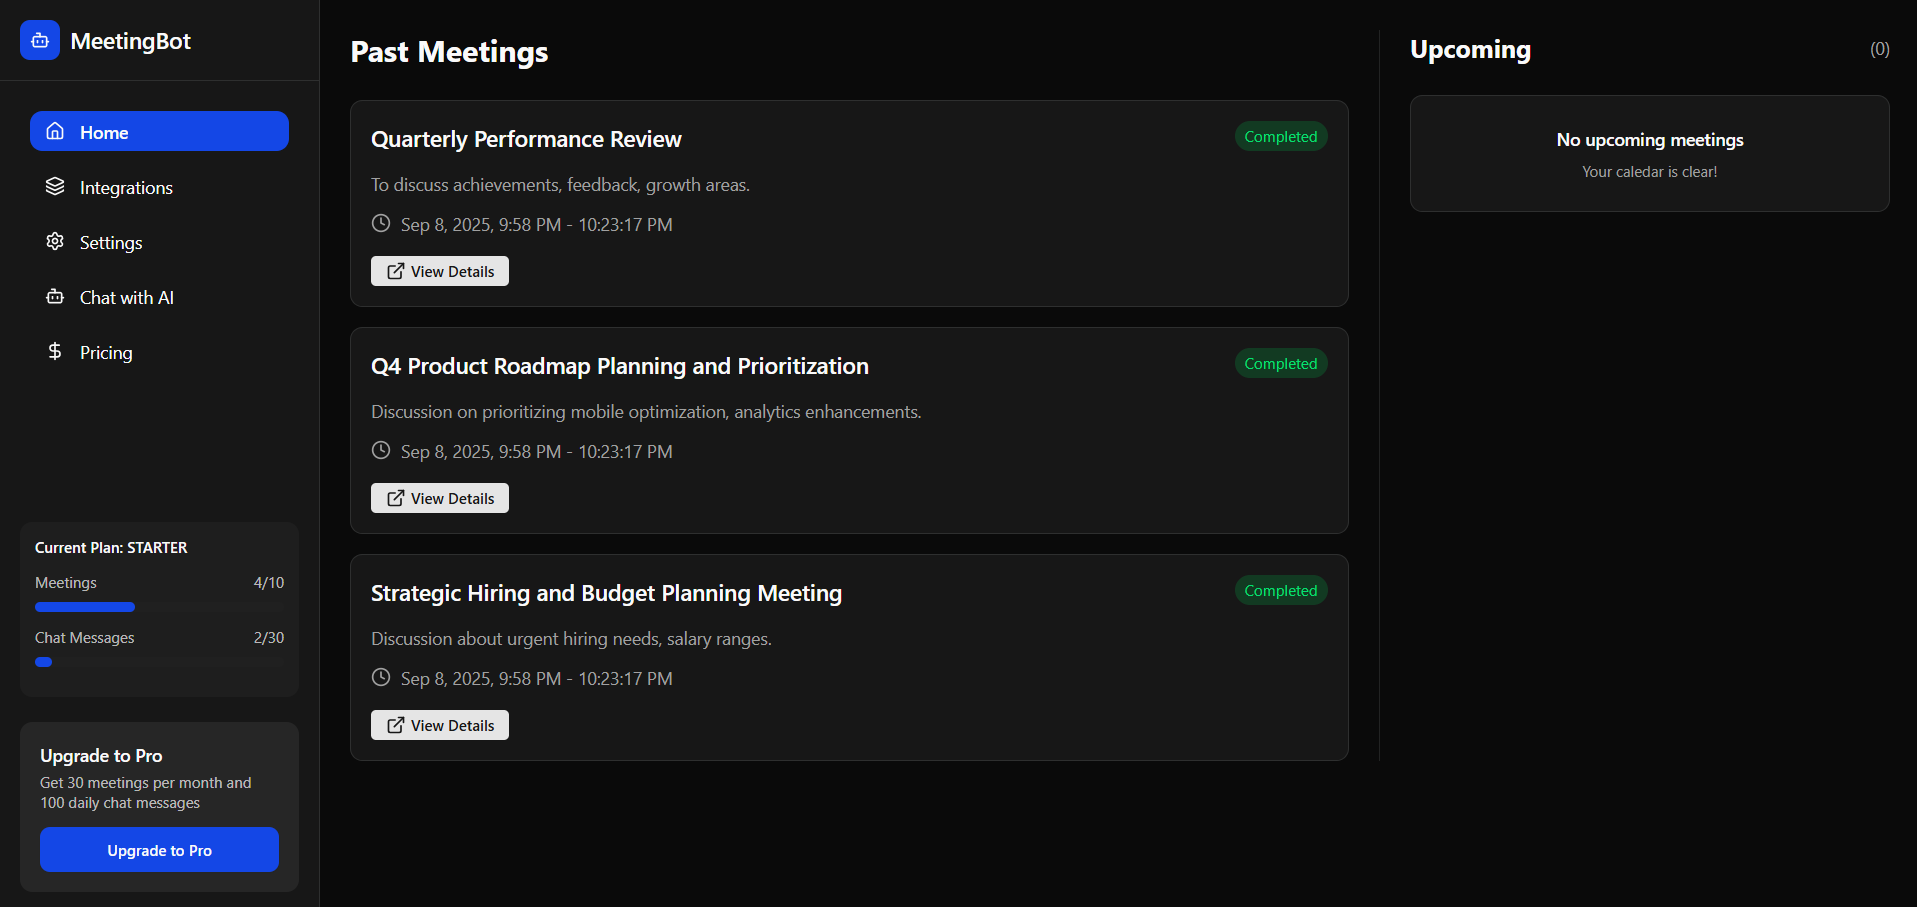 MeetingBot
Home
Integrations
Settings
Chat with AI
Pricing
Current Plan: STARTER
Meetings 4/10
Chat Messages 2/30
Upgrade to Pro
Get 30 meetings per month and
100 daily chat messages
Upgrade to Pro
Past Meetings
Quarterly Performance Review
Completed
To discuss achievements, feedback, growth areas.
Sep 8, 2025, 9:58 PM - 10:23:17 PM
View Details
Q4 Product Roadmap Planning and Prioritization
Completed
Discussion on prioritizing mobile optimization, analytics enhancements.
Sep 8, 2025, 9:58 PM - 10:23:17 PM
View Details
Strategic Hiring and Budget Planning Meeting
Completed
Discussion about urgent hiring needs, salary ranges.
Sep 8, 2025, 9:58 PM - 10:23:17 PM
View Details
Upcoming (0)
No upcoming meetings
Your caledar is clear!